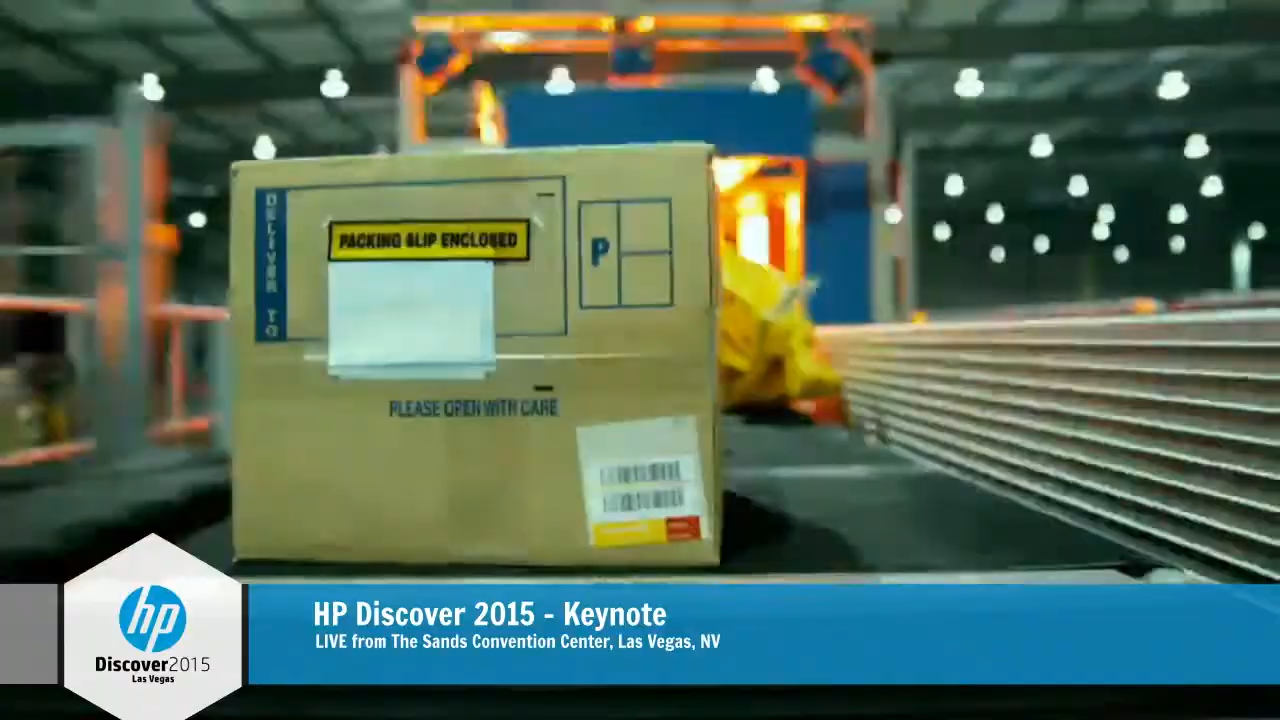 DELIVER TO
PACKING SLIP ENCLOSED
P
PLEASE OPEN WITH CARE
hp
Discover2015
Las Vegas
HP Discover 2015 - Keynote
LIVE from The Sands Convention Center, Las Vegas, NV